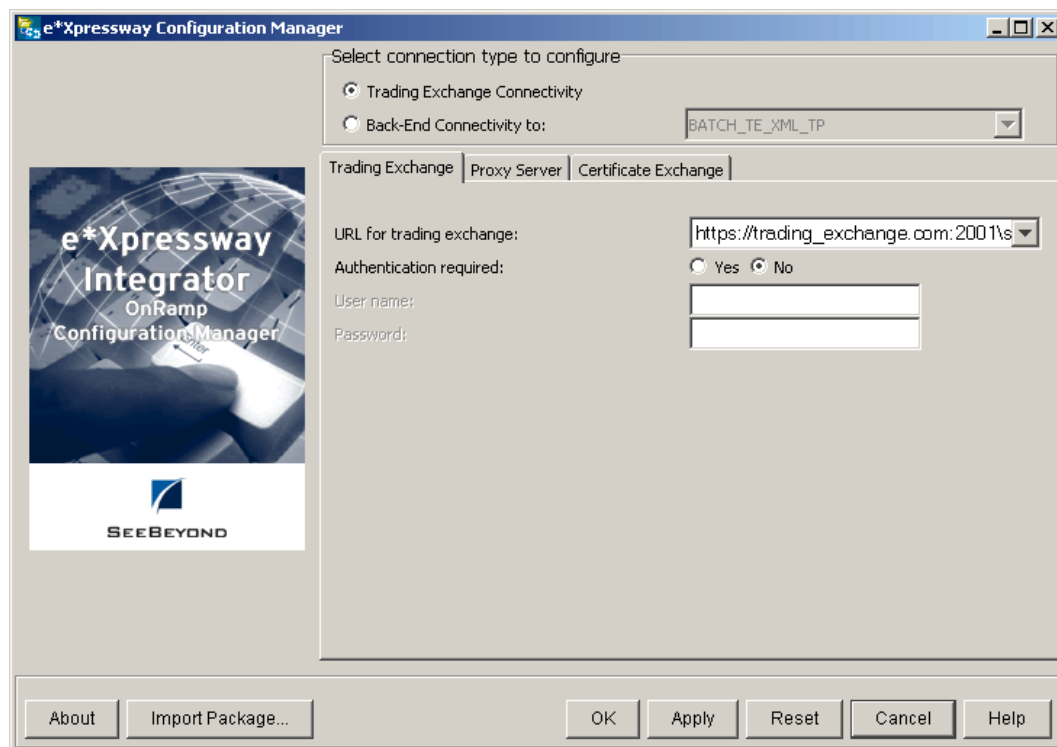 e*Xpressway Configuration Manager
Select connection type to configure
Trading Exchange Connectivity
Back-End Connectivity to: BATCH_TE_XML_TP
Trading Exchange Proxy Server Certificate Exchange
URL for trading exchange: https://trading_exchange.com:2001\s
Authentication required: Yes No
User name:
Password:
e*Xpressway
Integrator
OnRamp
Configuration Manager
Enter
SEEBEYOND
About Import Package... OK Apply Reset Cancel Help